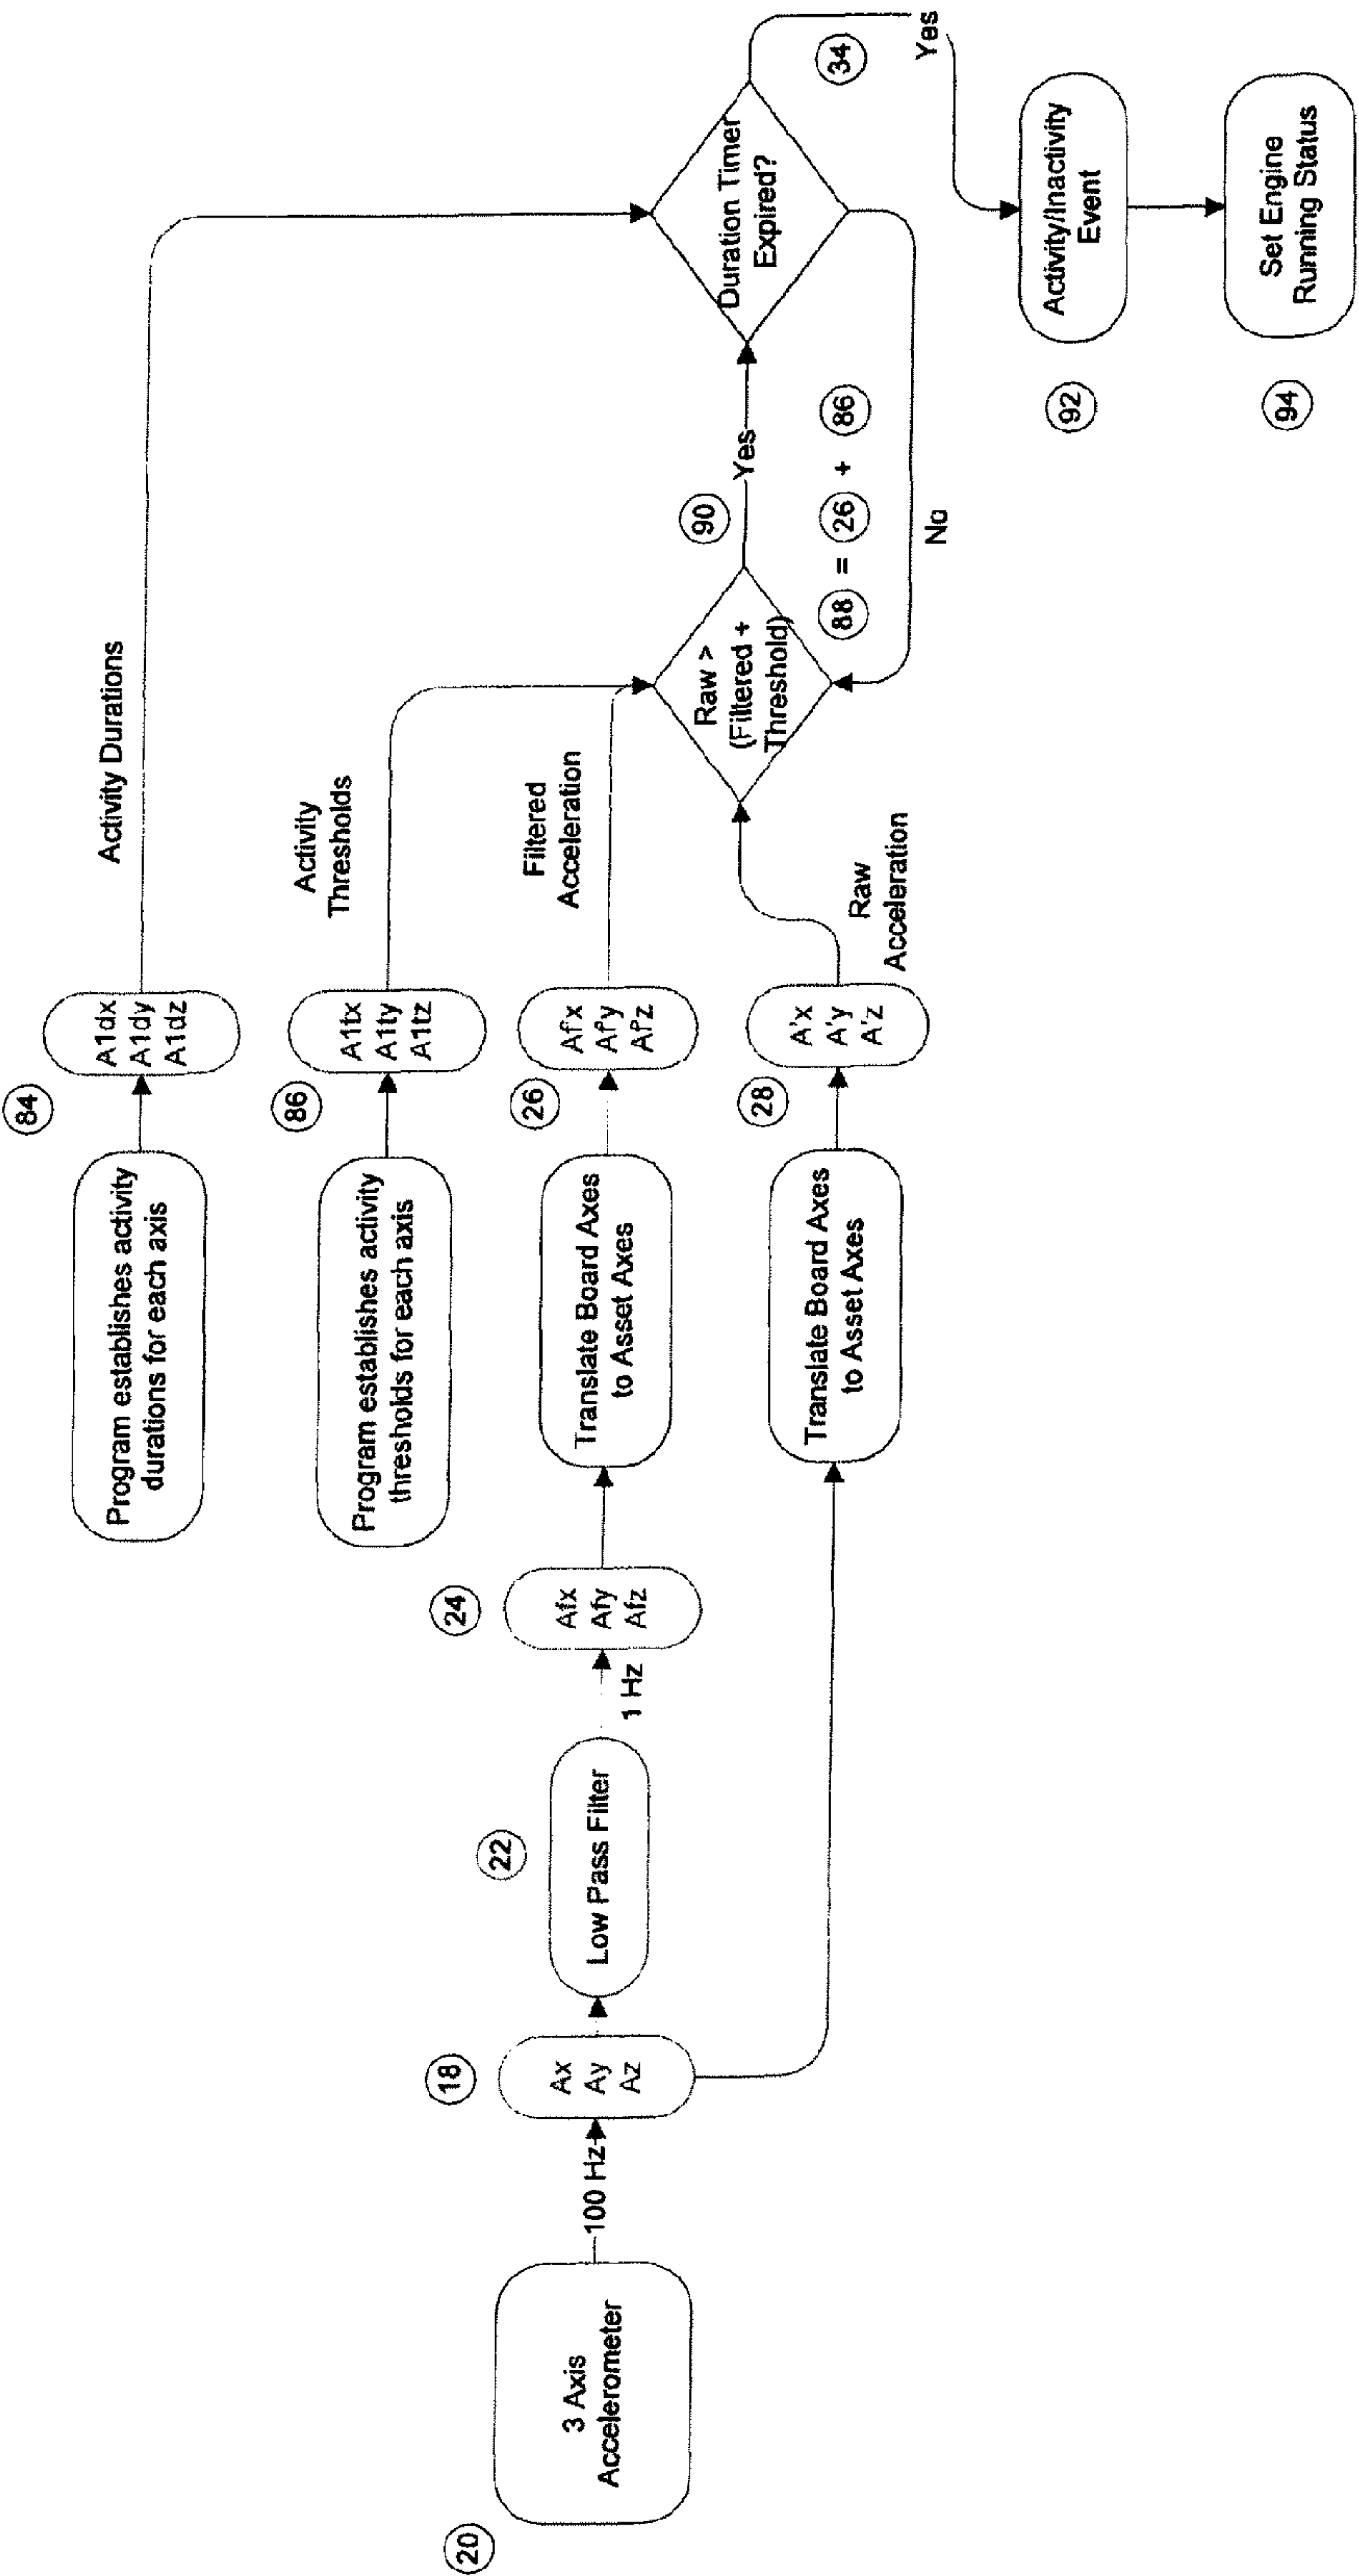 20
3 Axis
Accelerometer
100 Hz
18
Ax
Ay
Az
22
Low Pass Filter
1 Hz
24
Afx
Afy
Afz
84
Program establishes activity
durations for each axis
A1dx
A1dy
A1dz
Activity Durations
86
Program establishes activity
thresholds for each axis
A1tx
A1ty
A1tz
Activity
Thresholds
26
Translate Board Axes
to Asset Axes
Af'x
Af'y
Af'z
Filtered
Acceleration
28
Translate Board Axes
to Asset Axes
A'x
A'y
A'z
Raw
Acceleration
Raw >
(Filtered +
Threshold)
90
Yes
88 = 26 + 86
No
Duration Timer
Expired?
34
Yes
92
Activity/Inactivity
Event
94
Set Engine
Running Status